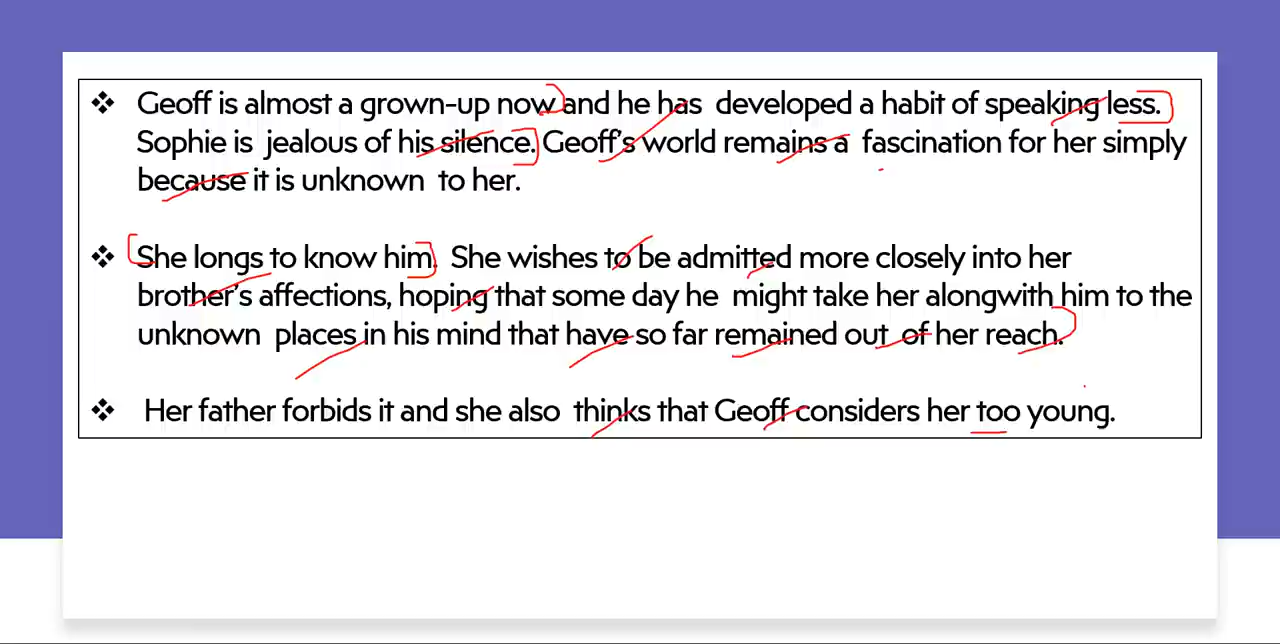 ❖ Geoff is almost a grown-up now and he has developed a habit of speaking less.
Sophie is jealous of his silence. Geoff's world remains a fascination for her simply
because it is unknown to her.
❖ She longs to know him. She wishes to be admitted more closely into her
brother's affections, hoping that some day he might take her alongwith him to the
unknown places in his mind that have so far remained out of her reach.
❖ Her father forbids it and she also thinks that Geoff considers her too young.